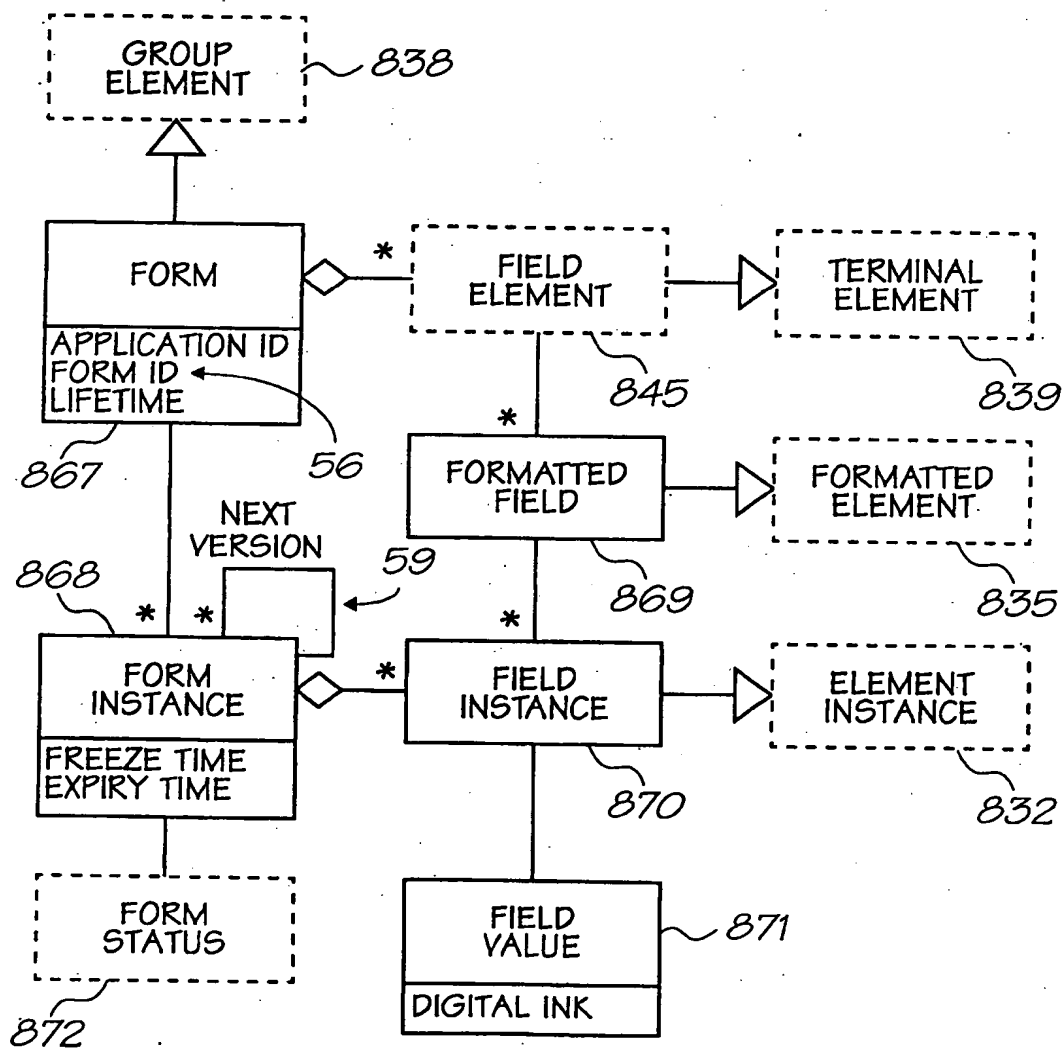 GROUP
ELEMENT
838
FORM
APPLICATION ID
FORM ID
LIFETIME
867
56
*
FIELD
ELEMENT
845
TERMINAL
ELEMENT
839
*
FORMATTED
FIELD
869
FORMATTED
ELEMENT
835
NEXT
VERSION
59
868
*
*
FORM
INSTANCE
FREEZE TIME
EXPIRY TIME
*
*
FIELD
INSTANCE
870
ELEMENT
INSTANCE
832
FORM
STATUS
872
FIELD
VALUE
871
DIGITAL INK